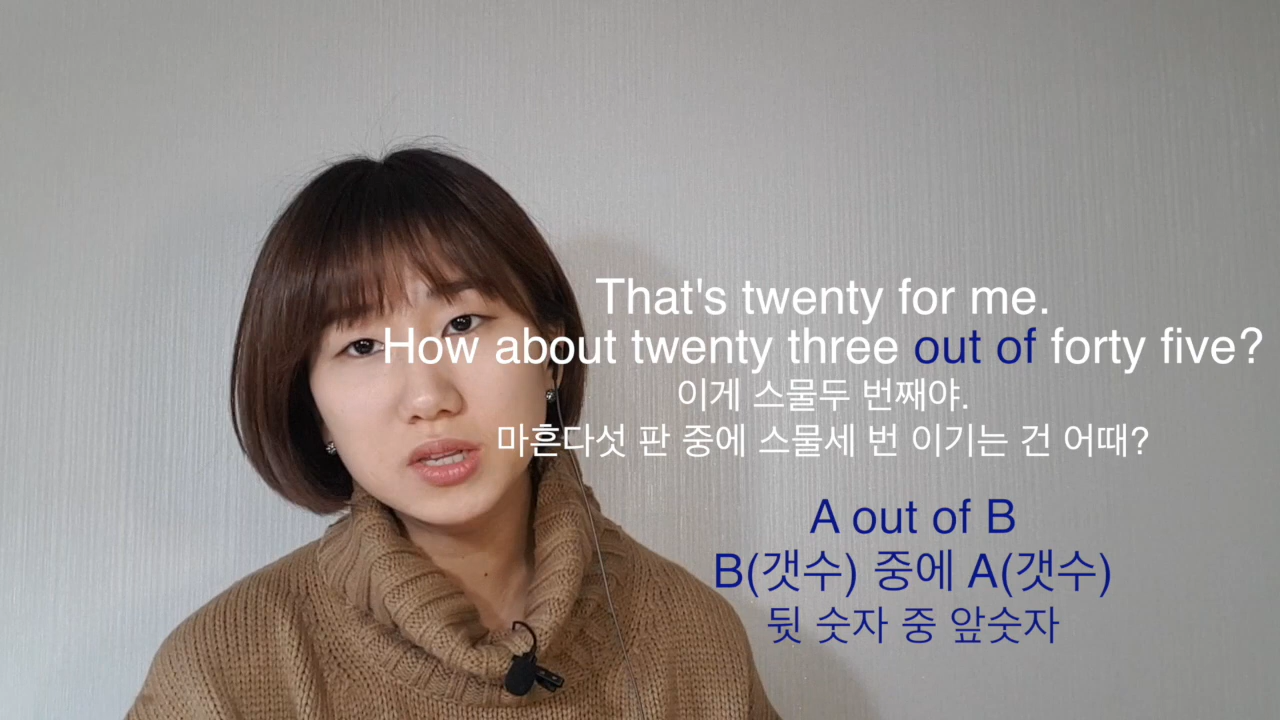 That's twenty for me.
How about twenty three out of forty five?
이게 스물두 번째야.
마흔다섯 판 중에 스물세 번 이기는 건 어때?
A out of B
B(갯수) 중에 A(갯수)
뒷 숫자 중 앞숫자